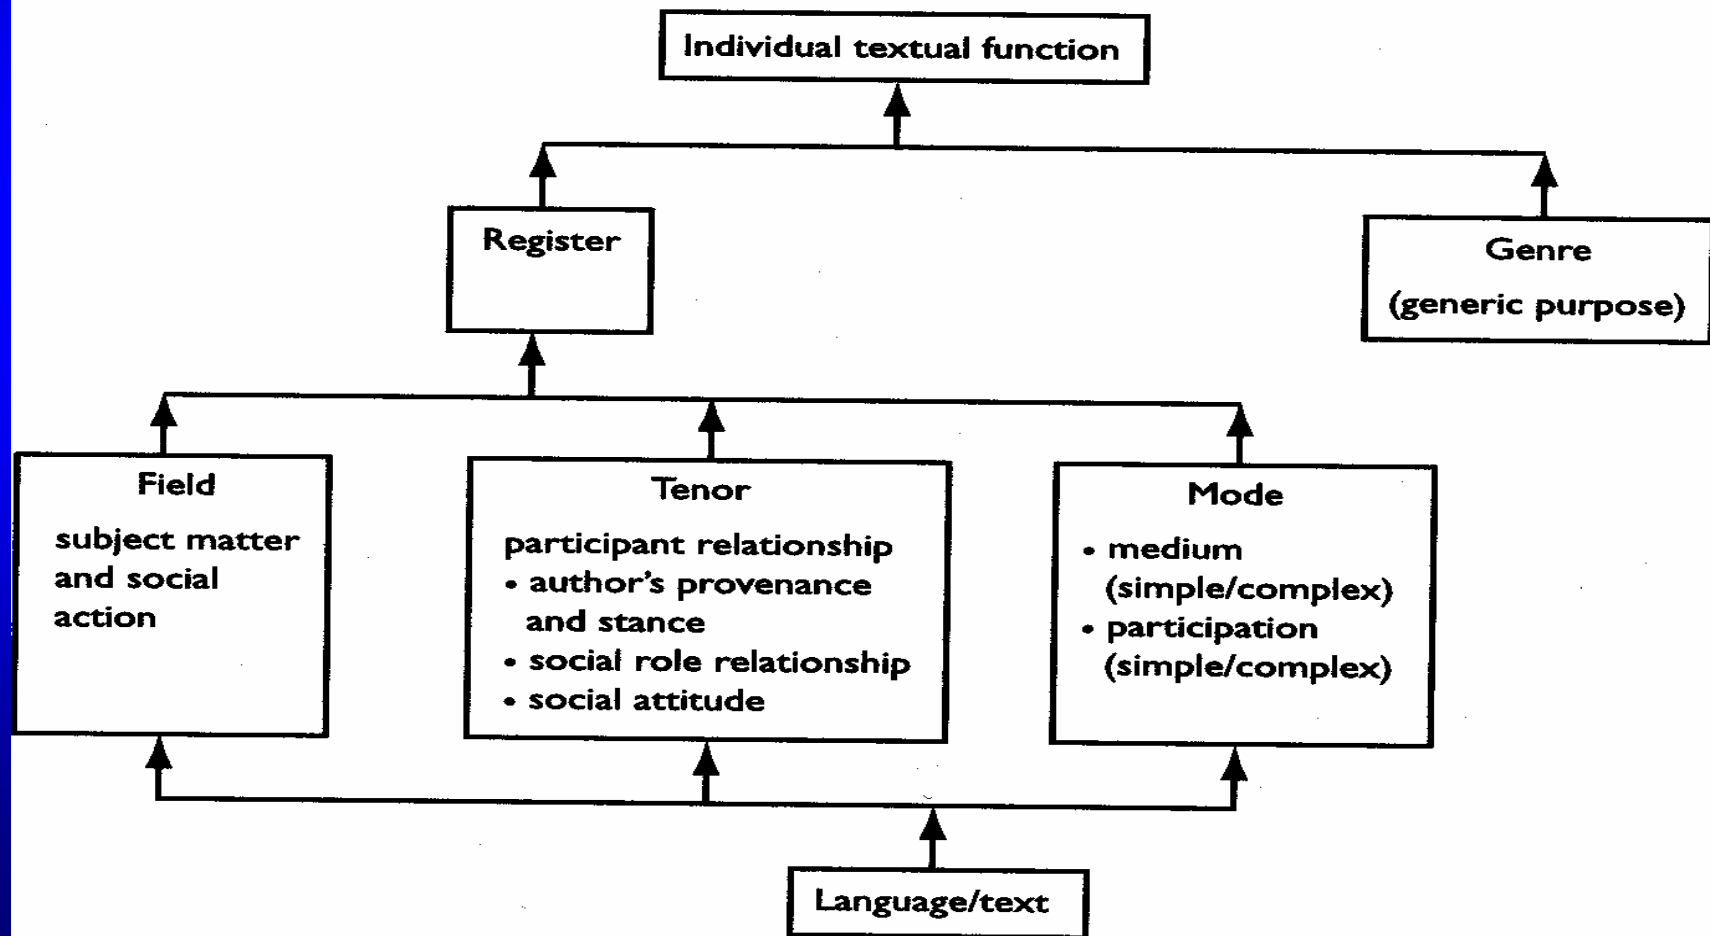 Individual textual function
Register
Genre
(generic purpose)
Field
subject matter
and social
action
Tenor
participant relationship
• author's provenance
and stance
• social role relationship
• social attitude
Mode
• medium
(simple/complex)
• participation
(simple/complex)
Language/text